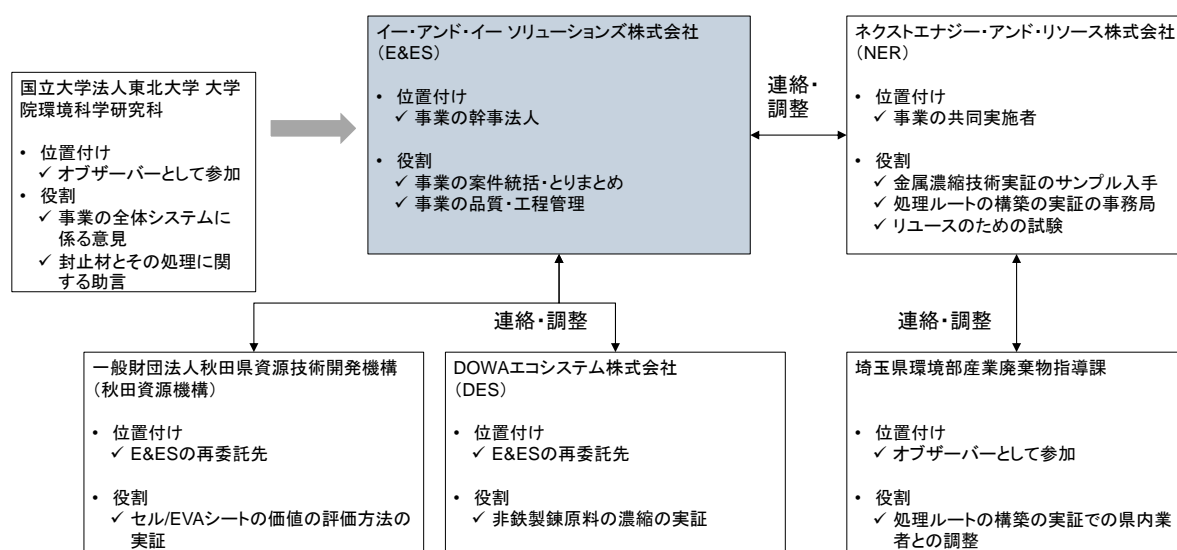 国立大学法人東北大学 大学
院環境科学研究科
• 位置付け
✓ オブザーバーとして参加
• 役割
✓ 事業の全体システムに
係る意見
✓ 封止材とその処理に関
する助言
イー・アンド・イー ソリューションズ株式会社
(E&ES)
• 位置付け
✓ 事業の幹事法人
• 役割
✓ 事業の案件統括・とりまとめ
✓ 事業の品質・工程管理
連絡・
調整
ネクストエナジー・アンド・リソース株式会社
(NER)
• 位置付け
✓ 事業の共同実施者
• 役割
✓ 金属濃縮技術実証のサンプル入手
✓ 処理ルートの構築の実証の事務局
✓ リユースのための試験
連絡・調整
連絡・調整
一般財団法人秋田県資源技術開発機構
(秋田資源機構)
• 位置付け
✓ E&ESの再委託先
• 役割
✓ セル/EVAシートの価値の評価方法の
実証
DOWAエコシステム株式会社
(DES)
• 位置付け
✓ E&ESの再委託先
• 役割
✓ 非鉄製錬原料の濃縮の実証
埼玉県環境部産業廃棄物指導課
• 位置付け
✓ オブザーバーとして参加
• 役割
✓ 処理ルートの構築の実証での県内業
者との調整